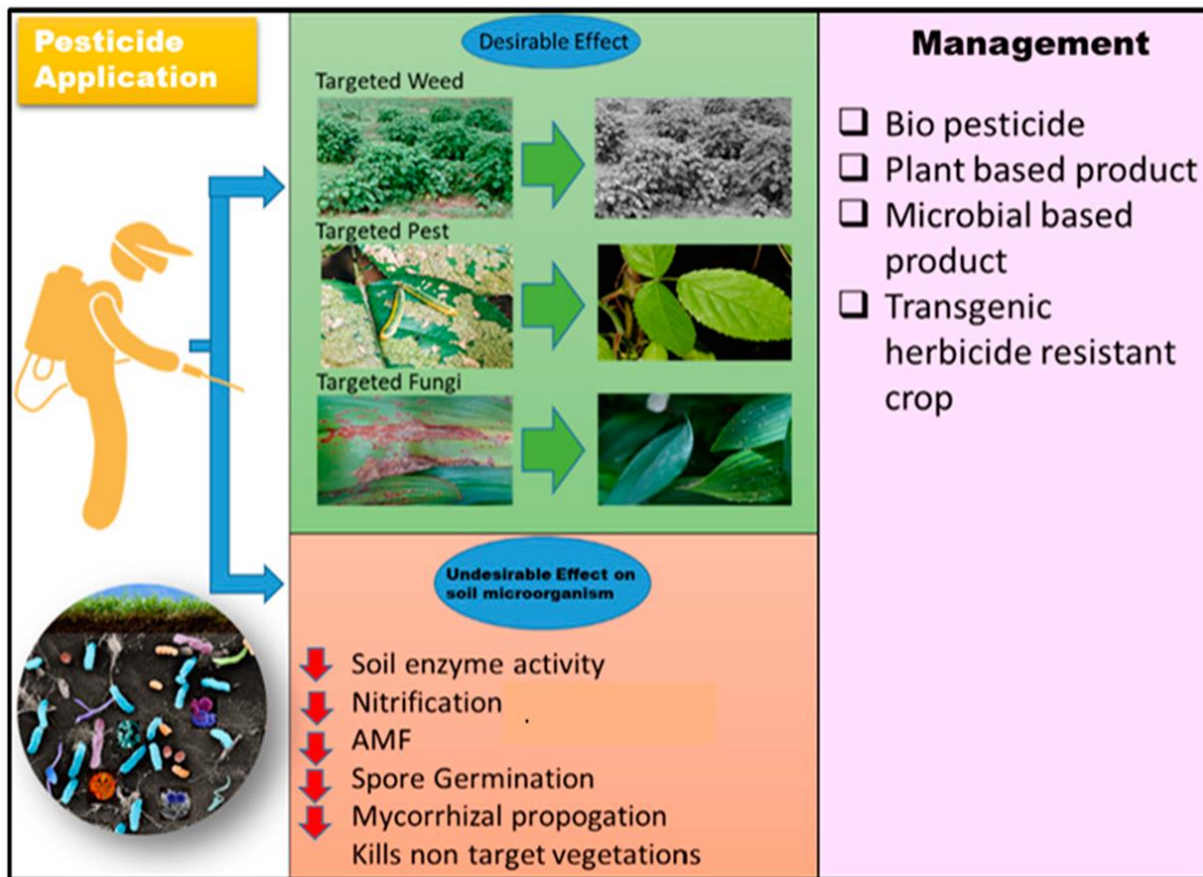 Pesticide
Application
Desirable Effect
Targeted Weed
Targeted Pest
Targeted Fungi
Undesirable Effect on
soil microorganism
Soil enzyme activity
Nitrification
.
AMF
Spore Germination
Mycorrhizal propogation
Kills non target vegetations
Management
❑ Bio pesticide
❑ Plant based product
❑ Microbial based
product
❑ Transgenic
herbicide resistant
crop